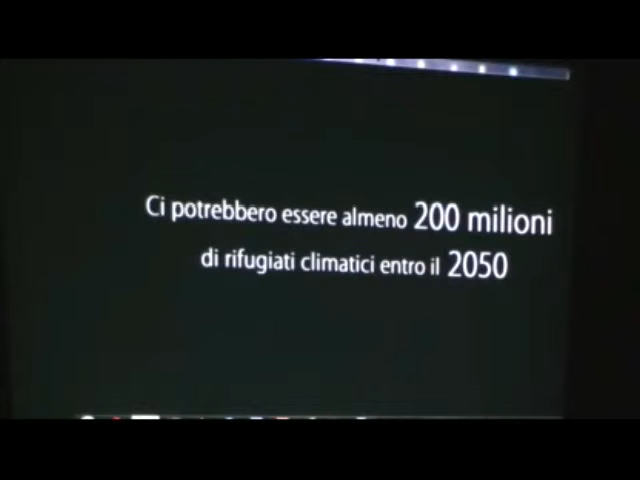 Ci potrebbero essere almeno 200 milioni
di rifugiati climatici entro il 2050